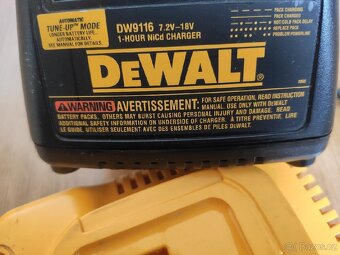 AUTOMATIC
TUNE-UP™ MODE
LONGER BATTERY LIFE...
AUTOMATICALLY.
SEE MANUAL FOR DETAILS.
DW9116 7.2V-18V
1-HOUR NiCd CHARGER
PACK CHARGING
PACK CHARGED
HOT/COLD PACK DELAY
REPLACE PACK
PROBLEM POWERLINE
DEWALT
WARNING AVERTISSEMENT: FOR SAFE OPERATION, READ INSTRUCTION
MANUAL. USE ONLY WITH DEWALT
BATTERY PACKS. OTHERS MAY BURST CAUSING PERSONAL INJURY AND DAMAGE. READ
ADDITIONAL SAFETY INFORMATION ON UNDERSIDE OF CHARGER. À TITRE PRÉVENTIF, LIRE
LE GUIDE. UTILISER SEULEMENT AVEC DES ENSEMBLES DE PILES DEWALT.